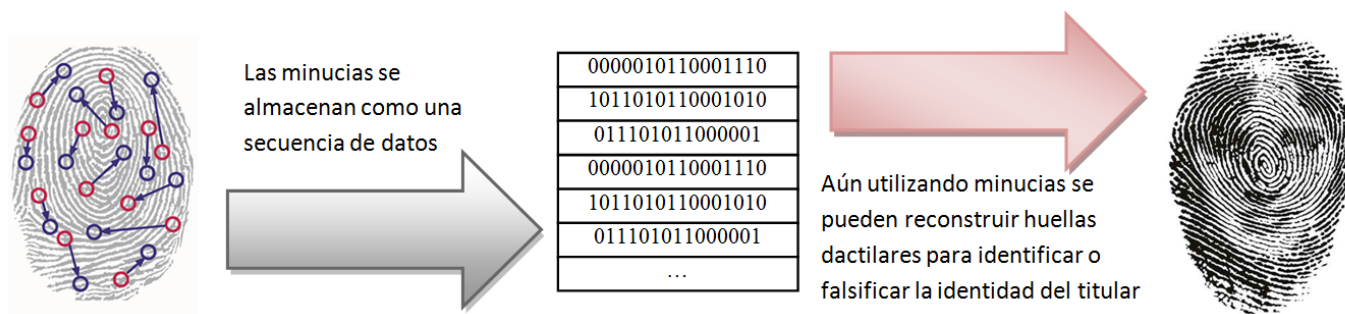 Las minucias se
almacenan como una
secuencia de datos
0000010110001110
1011010110001010
011101011000001
0000010110001110
1011010110001010
011101011000001
...
Aún utilizando minucias se
pueden reconstruir huellas
dactilares para identificar o
falsificar la identidad del titular